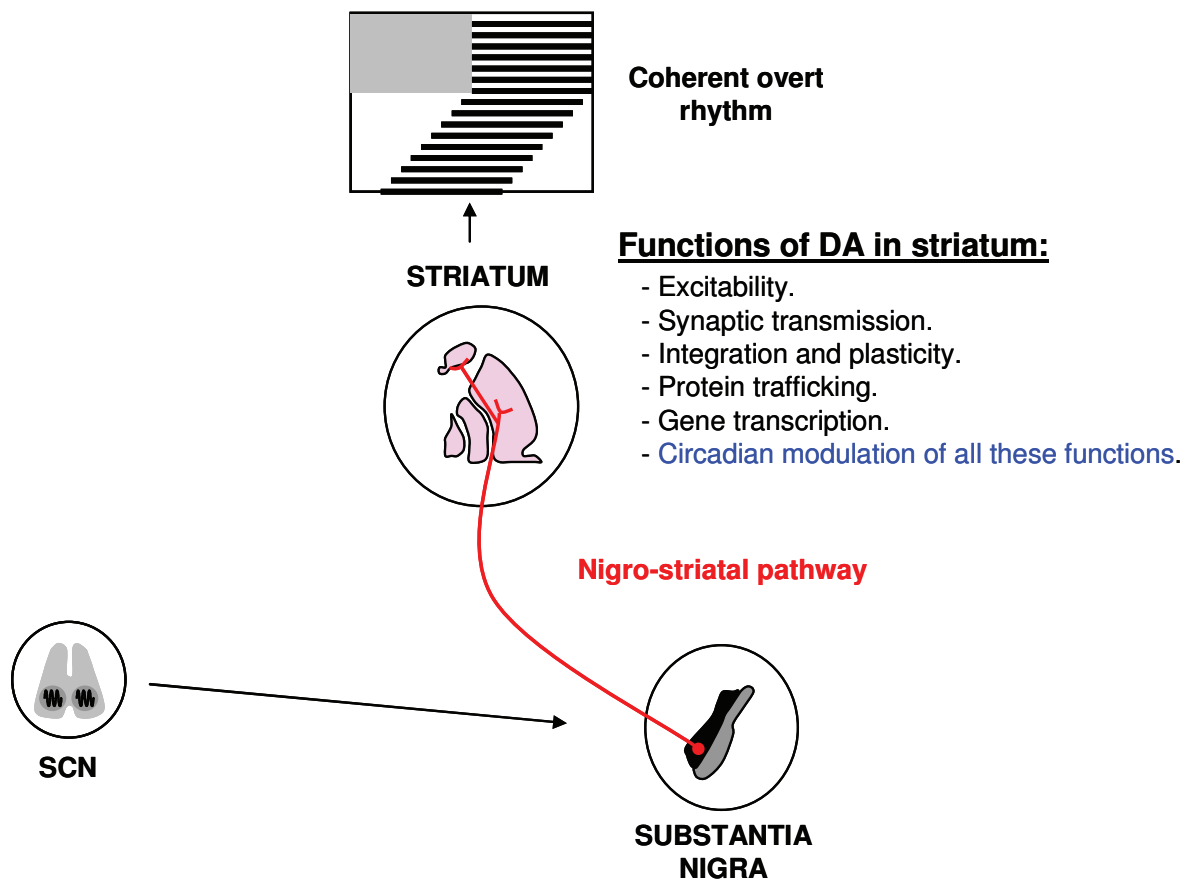 Coherent overt
rhythm
Functions of DA in striatum:
STRIATUM
- Excitability.
- Synaptic transmission.
- Integration and plasticity.
- Protein trafficking.
- Gene transcription.
- Circadian modulation of all these functions.
Nigro-striatal pathway
SCN
SUBSTANTIA
NIGRA